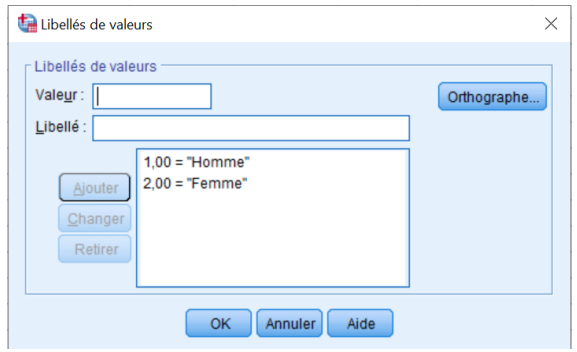 Libellés de valeurs
Libellés de valeurs
Valeur :
Orthographe...
Libellé :
1,00 = "Homme"
2,00 = "Femme"
Ajouter
Changer
Retirer
OK Annuler Aide